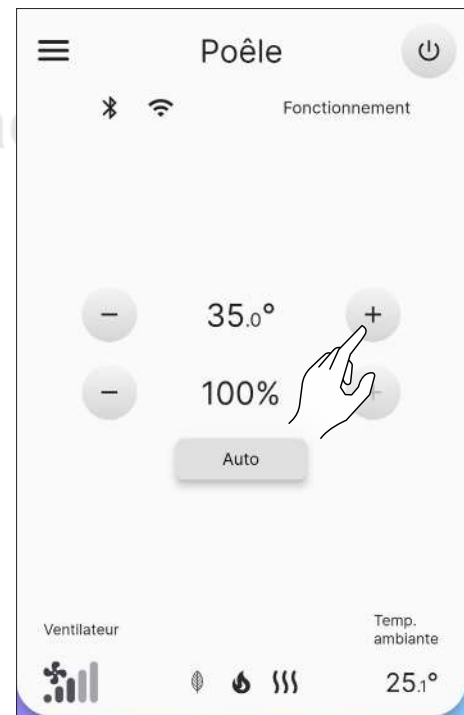 Poêle
Fonctionnement
35.0°
100%
Auto
Ventilateur
Temp.
ambiante
25.1°